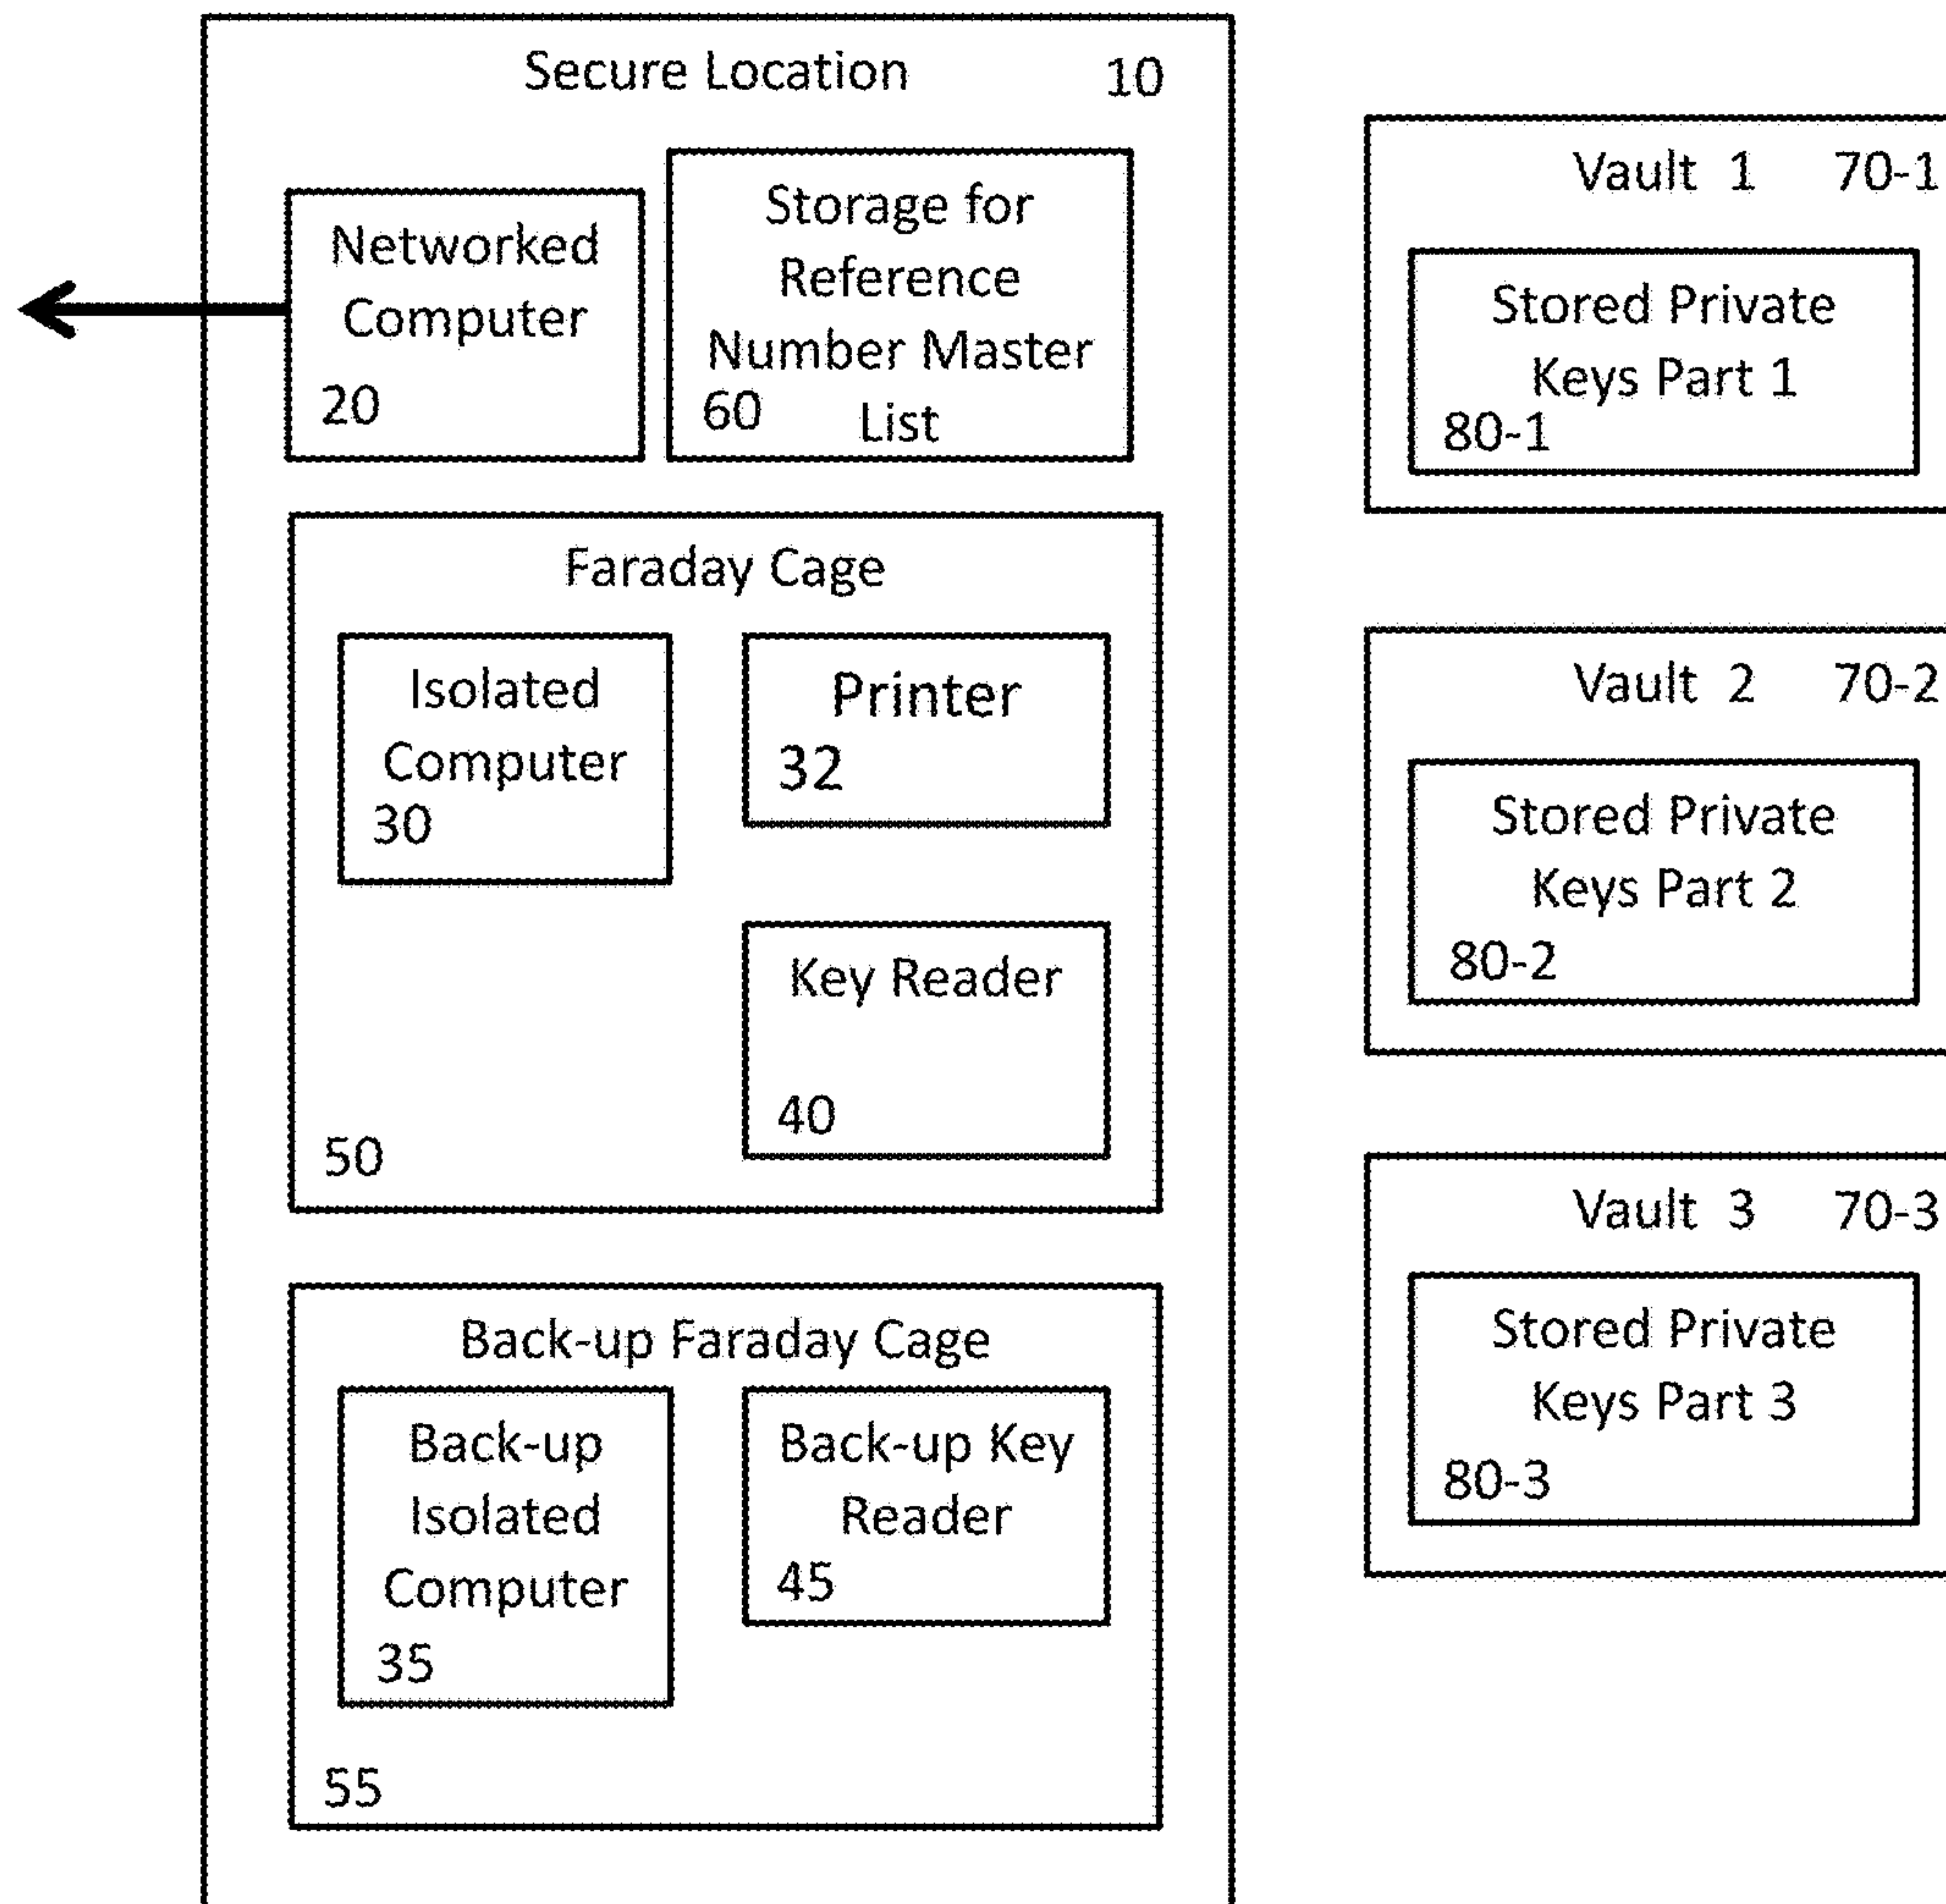 Secure Location 10
Networked
Computer
20
Storage for
Reference
Number Master
60 List
Faraday Cage
Isolated
Computer
30
Printer
32
Key Reader
40
50
Back-up Faraday Cage
Back-up
Isolated
Computer
35
Back-up Key
Reader
45
55
Vault 1 70-1
Stored Private
Keys Part 1
80-1
Vault 2 70-2
Stored Private
Keys Part 2
80-2
Vault 3 70-3
Stored Private
Keys Part 3
80-3